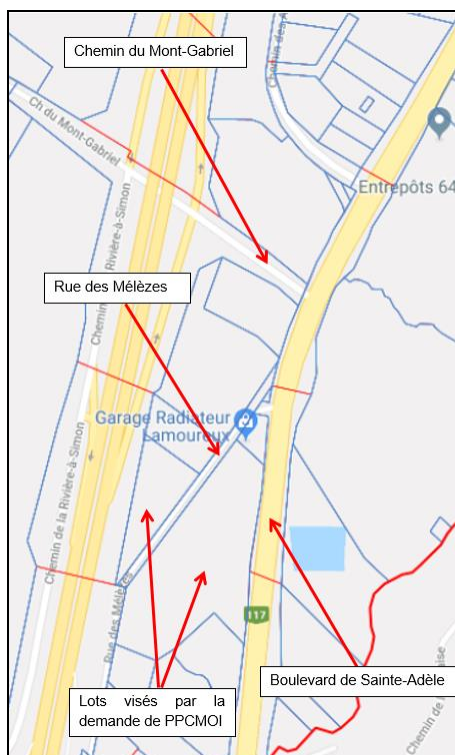 Chemin du Mont-Gabriel
Chemin des A
Ch du Mont-Gabriel
Entrepôts 64
Chemin de la Rivière-à-Simon
Rue des Mélèzes
Garage Radiateur
Lamoureux
Chemin de la Rivière-à-Simon
Rue des Mélèzes
117
Lots visés par la
demande de PPCMOI
Boulevard de Sainte-Adèle